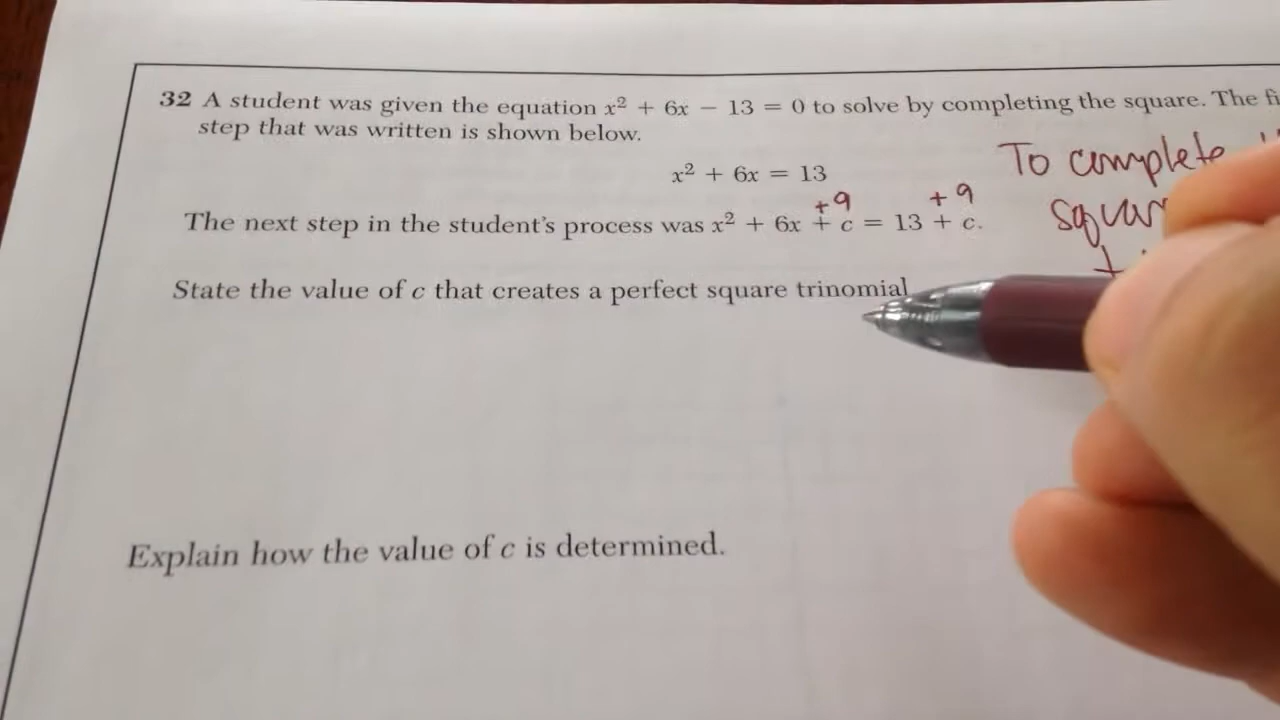 32 A student was given the equation x² + 6x − 13 = 0 to solve by completing the square. The
step that was written is shown below.
x² + 6x = 13
To complete
+9 +9
squar
The next step in the student's process was x² + 6x + c = 13 + c.
State the value of c that creates a perfect square trinomial
Explain how the value of c is determined.